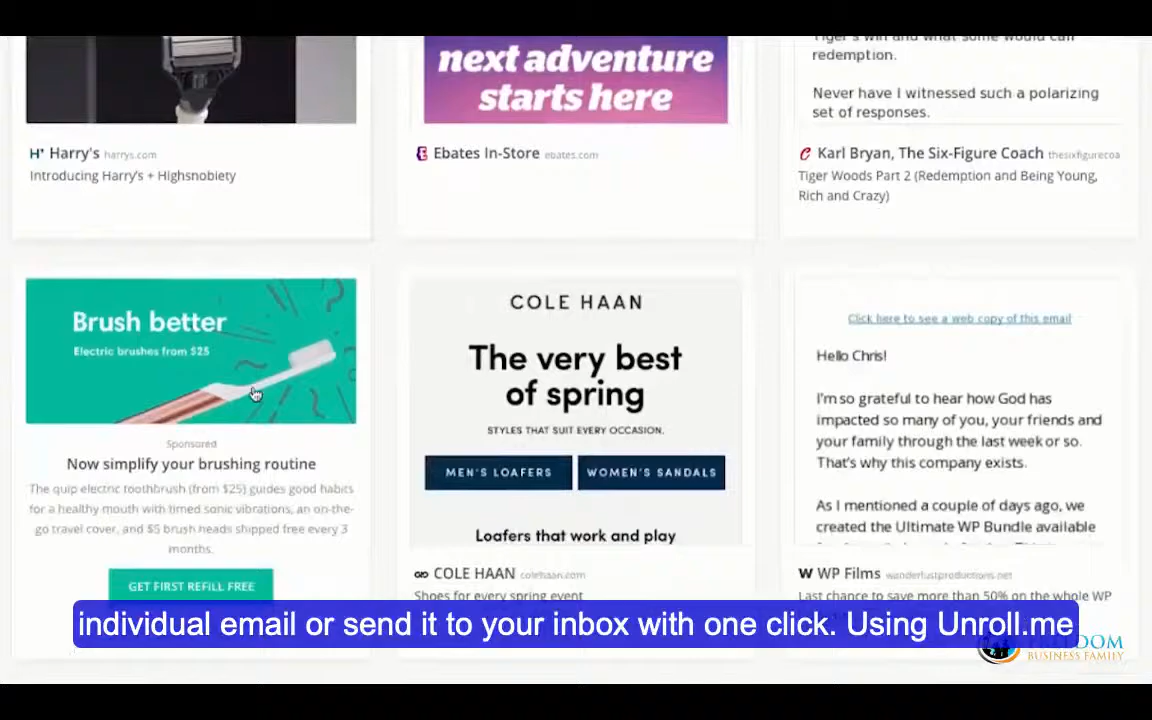 next adventure
starts here
Tiger's win and what some would call
redemption.
Never have I witnessed such a polarizing
set of responses.
H' Harry's harrys.com
Introducing Harry's + Highsnobiety
Ebates In-Store ebates.com
Karl Bryan, The Six-Figure Coach thesixfigurecoa
Tiger Woods Part 2 (Redemption and Being Young,
Rich and Crazy)
Brush better
Electric brushes from $25
Sponsored
Now simplify your brushing routine
The quip electric toothbrush (from $25) guides good habits
for a healthy mouth with timed sonic vibrations, an on-the-
go travel cover, and $5 brush heads shipped free every 3
months.
GET FIRST REFILL FREE
COLE HAAN
The very best
of spring
STYLES THAT SUIT EVERY OCCASION.
MEN'S LOAFERS
WOMEN'S SANDALS
Loafers that work and play
COLE HAAN colehaan.com
Shoes for every spring event
Click here to see a web copy of this email
Hello Chris!
I'm so grateful to hear how God has
impacted so many of you, your friends and
your family through the last week or so.
That's why this company exists.
As I mentioned a couple of days ago, we
created the Ultimate WP Bundle available
W WP Films wanderlustproductions.net
Last chance to save more than 50% on the whole WP
individual email or send it to your inbox with one click. Using Unroll.me
FREEDOM
BUSINESS FAMILY